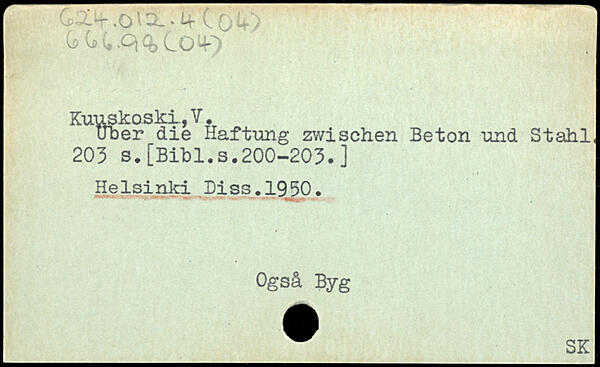 624.012.4(04)
666.98(04)
Kuuskoski,V.
Über die Haftung zwischen Beton und Stahl.
203 s.[Bibl.s.200-203.]
Helsinki Diss.1950.
Også Byg
SK